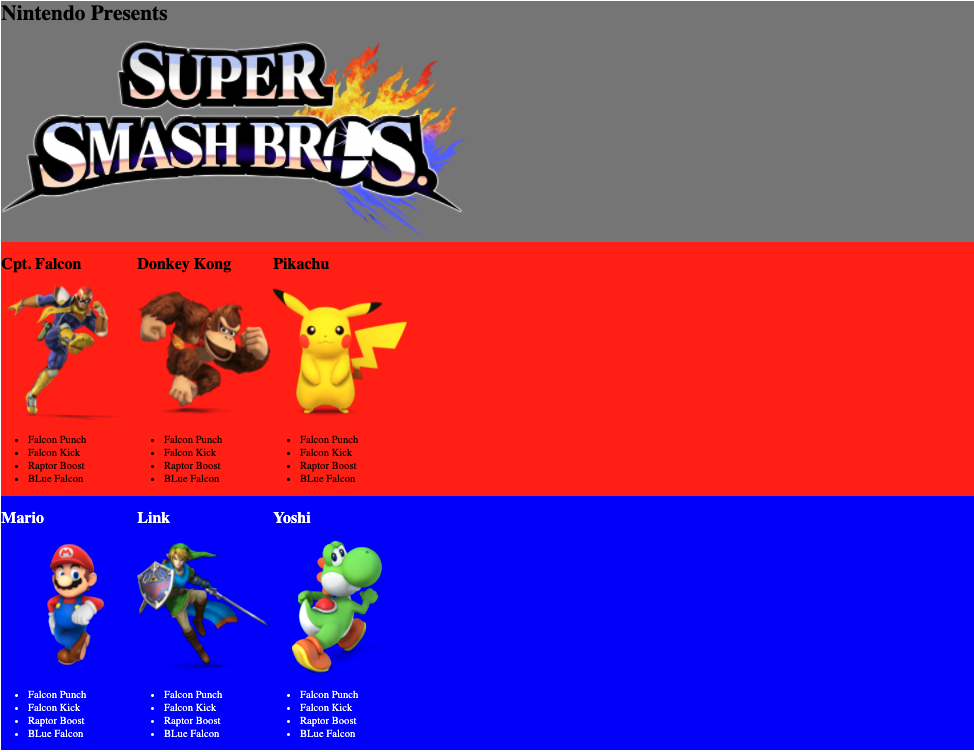 Nintendo Presents
SUPER
SMASH BROS.
Cpt. Falcon
Donkey Kong
Pikachu
Falcon Punch
Falcon Kick
Raptor Boost
BLue Falcon
Falcon Punch
Falcon Kick
Raptor Boost
BLue Falcon
Falcon Punch
Falcon Kick
Raptor Boost
BLue Falcon
Mario
Link
Yoshi
M
Falcon Punch
Falcon Kick
Raptor Boost
BLue Falcon
Falcon Punch
Falcon Kick
Raptor Boost
BLue Falcon
Falcon Punch
Falcon Kick
Raptor Boost
BLue Falcon